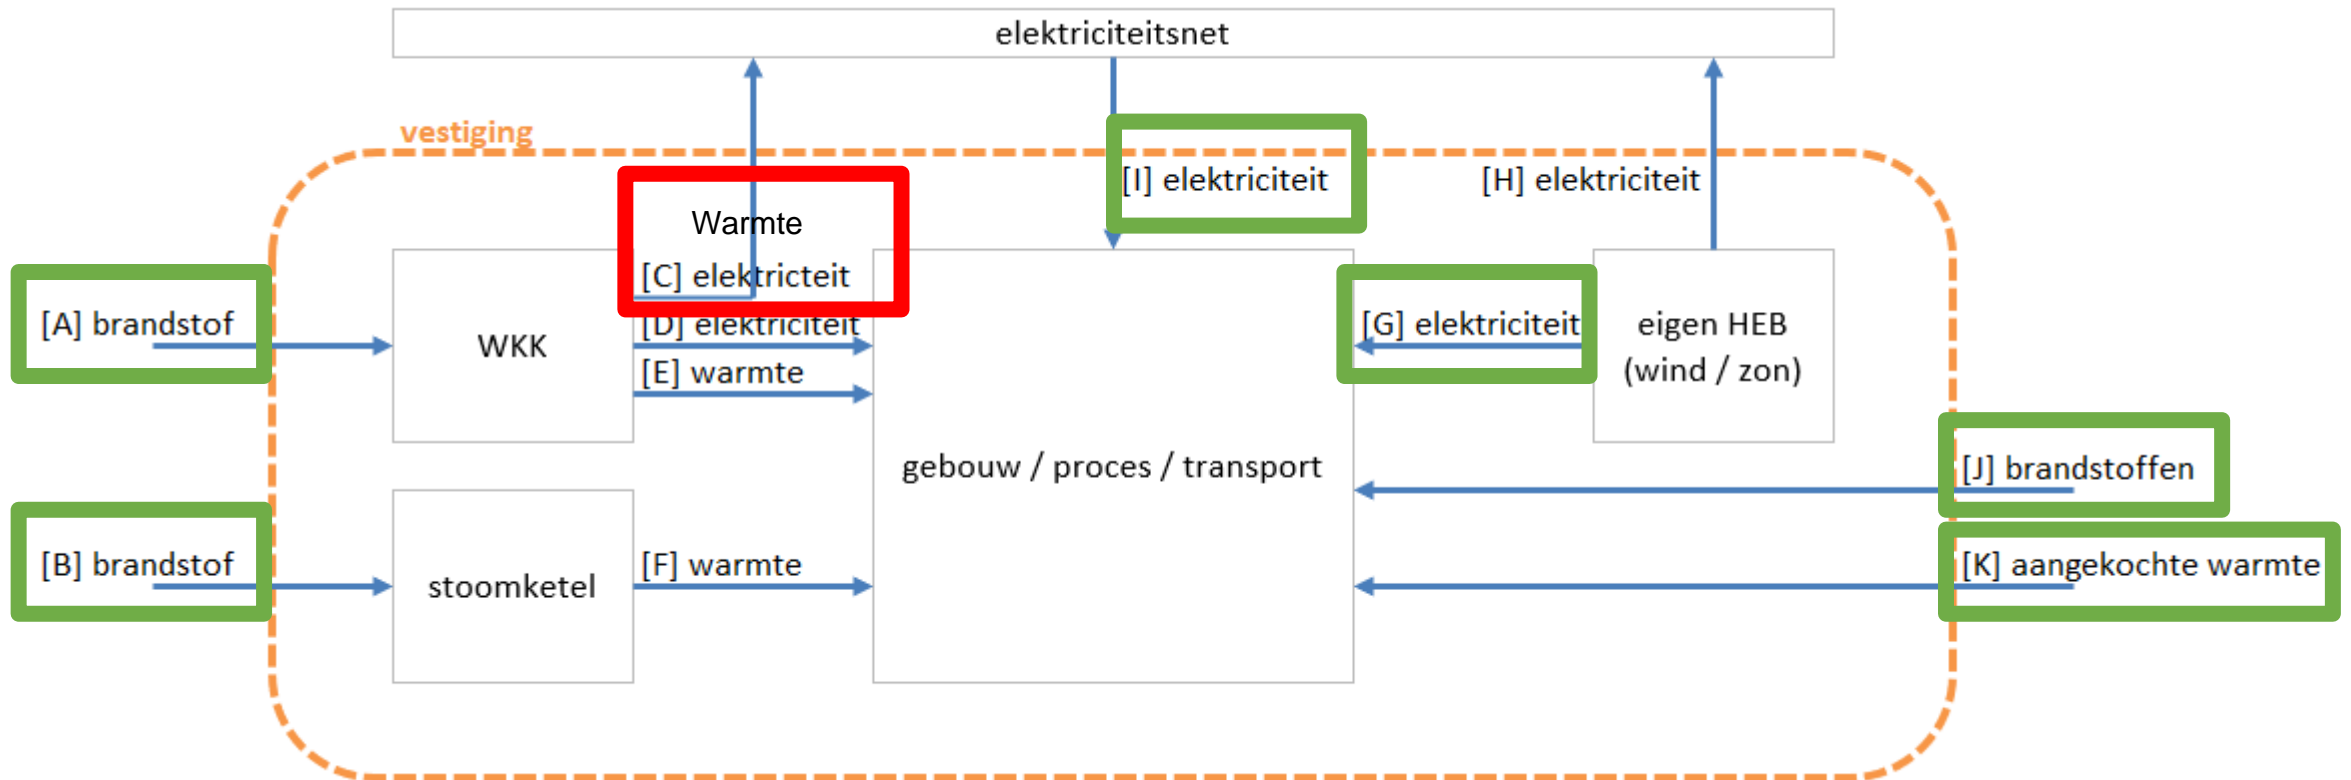 elektriciteitsnet
vestiging
[I] elektriciteit
[H] elektriciteit
Warmte
[C] elektricteit
[A] brandstof
WKK
[D] elektriciteit
[E] warmte
[G] elektriciteit
eigen HEB
(wind / zon)
gebouw / proces / transport
[J] brandstoffen
[B] brandstof
stoomketel
[F] warmte
[K] aangekochte warmte